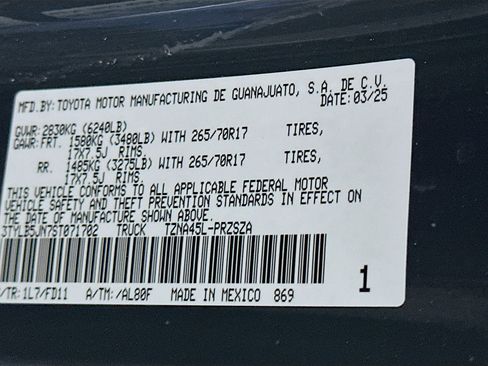 MFD.BY: TOYOTA MOTOR MANUFACTURING DE GUANAJUATO, S.A. DE C.V.
DATE: 03/25
GVWR: 2830KG (6240LB)
GAWR: FRT. 1580KG (3480LB) WITH 265/70R17 TIRES,
17X7.5J RIMS.
RR. 1485KG (3275LB) WITH 265/70R17 TIRES,
17X7.5J RIMS.
THIS VEHICLE CONFORMS TO ALL APPLICABLE FEDERAL MOTOR
VEHICLE SAFETY AND THEFT PREVENTION STANDARDS IN EFFECT ON
THE DATE OF MANUFACTURE SHOWN ABOVE.
3TYLB5JN7ST071702 TRUCK TZNA45L-PRZSZA
1
/TR: 1L7/FD11 A/TM: /AL80F MADE IN MEXICO 869